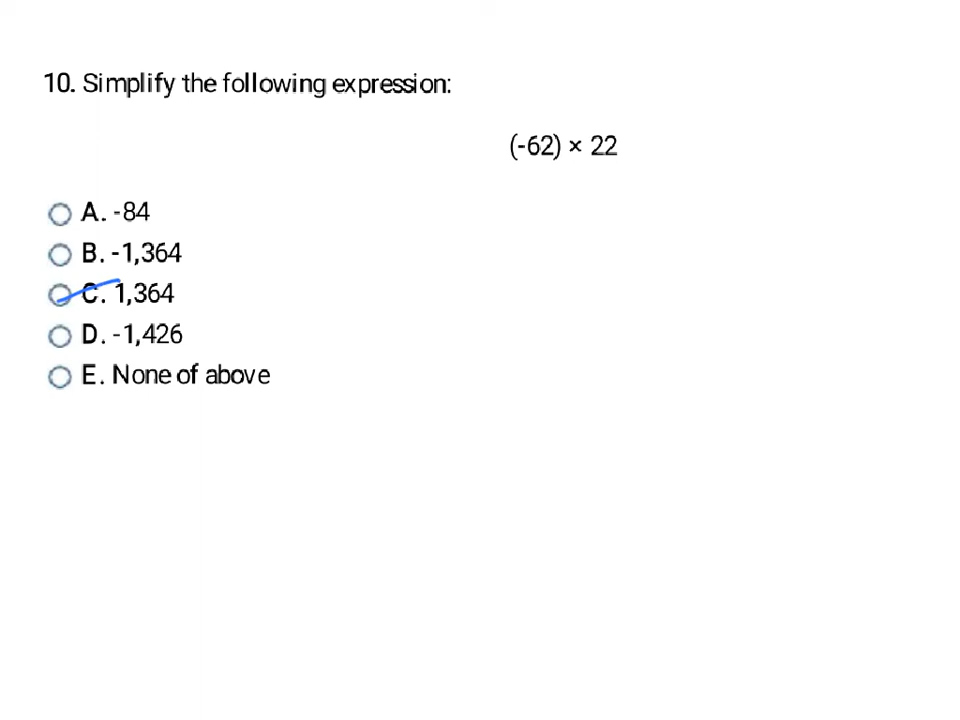 10. Simplify the following expression:
(-62) × 22
A. -84
B. -1,364
C. 1,364
D. -1,426
E. None of above